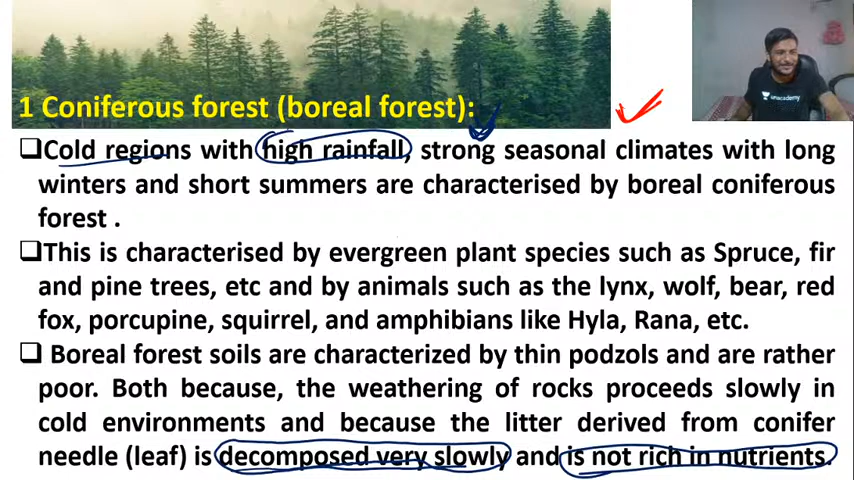 unacademy
1 Coniferous forest (boreal forest):
❑Cold regions with high rainfall, strong seasonal climates with long
winters and short summers are characterised by boreal coniferous
forest .
❑This is characterised by evergreen plant species such as Spruce, fir
and pine trees, etc and by animals such as the lynx, wolf, bear, red
fox, porcupine, squirrel, and amphibians like Hyla, Rana, etc.
❑ Boreal forest soils are characterized by thin podzols and are rather
poor. Both because, the weathering of rocks proceeds slowly in
cold environments and because the litter derived from conifer
needle (leaf) is decomposed very slowly and is not rich in nutrients.